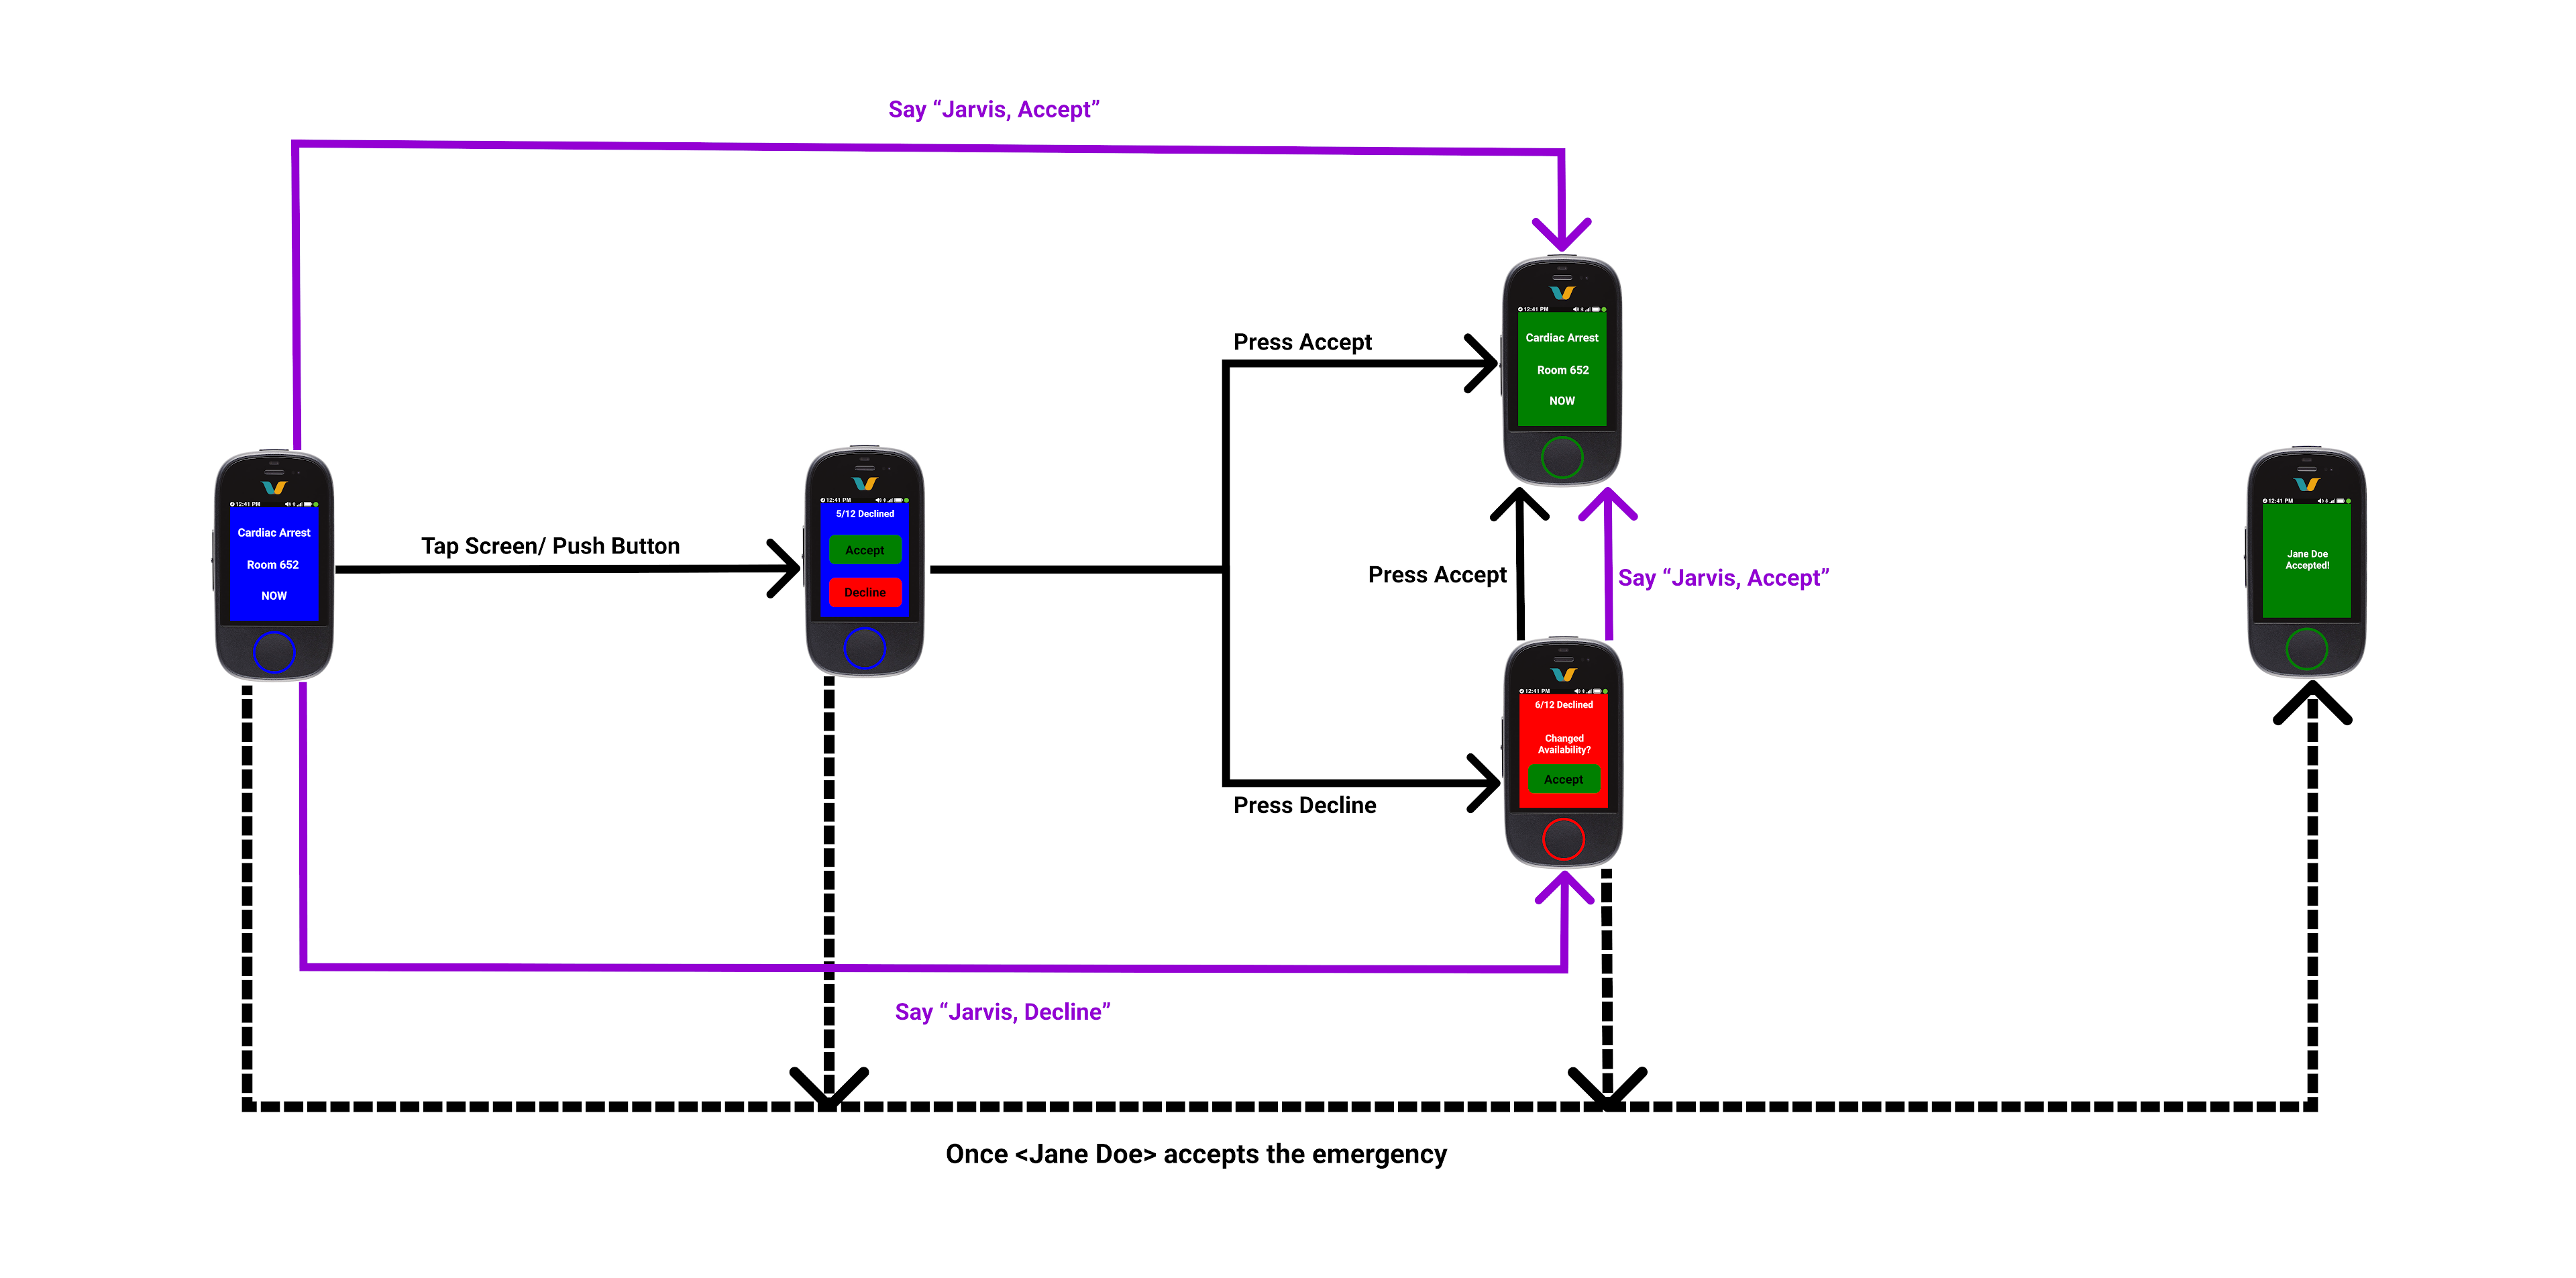 Say “Jarvis, Accept”
12:41 PM
Cardiac Arrest
Room 652
NOW
Tap Screen/ Push Button
12:41 PM
5/12 Declined
Accept
Decline
Press Accept
12:41 PM
Cardiac Arrest
Room 652
NOW
Press Accept
Say “Jarvis, Accept”
Press Decline
12:41 PM
6/12 Declined
Changed
Availability?
Accept
12:41 PM
Jane Doe
Accepted!
Say “Jarvis, Decline”
Once <Jane Doe> accepts the emergency